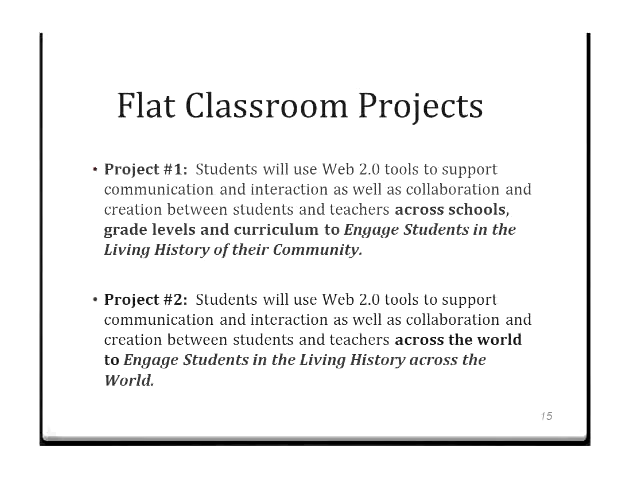 Flat Classroom Projects
• Project #1: Students will use Web 2.0 tools to support
communication and interaction as well as collaboration and
creation between students and teachers across schools,
grade levels and curriculum to Engage Students in the
Living History of their Community.
• Project #2: Students will use Web 2.0 tools to support
communication and interaction as well as collaboration and
creation between students and teachers across the world
to Engage Students in the Living History across the
World.
15